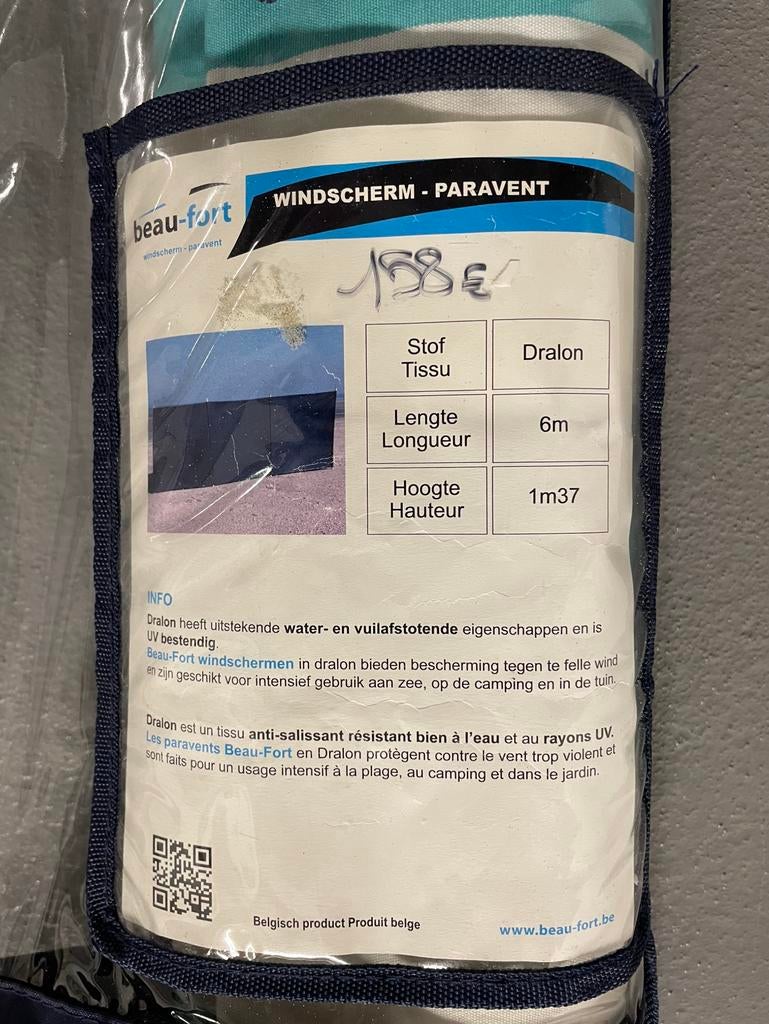 beau-fort
windscherm - paravent
WINDSCHERM - PARAVENT
158€
Stof
Tissu
Dralon
Lengte
Longueur
6m
Hoogte
Hauteur
1m37
INFO
Dralon heeft uitstekende water- en vuilafstotende eigenschappen en is
UV bestendig.
Beau-Fort windschermen in dralon bieden bescherming tegen te felle wind
en zijn geschikt voor intensief gebruik aan zee, op de camping en in de tuin.
Dralon est un tissu anti-salissant résistant bien à l'eau et au rayons UV.
Les paravents Beau-Fort en Dralon protègent contre le vent trop violent et
sont faits pour un usage intensif à la plage, au camping et dans le jardin.
Belgisch product Produit belge
www.beau-fort.be